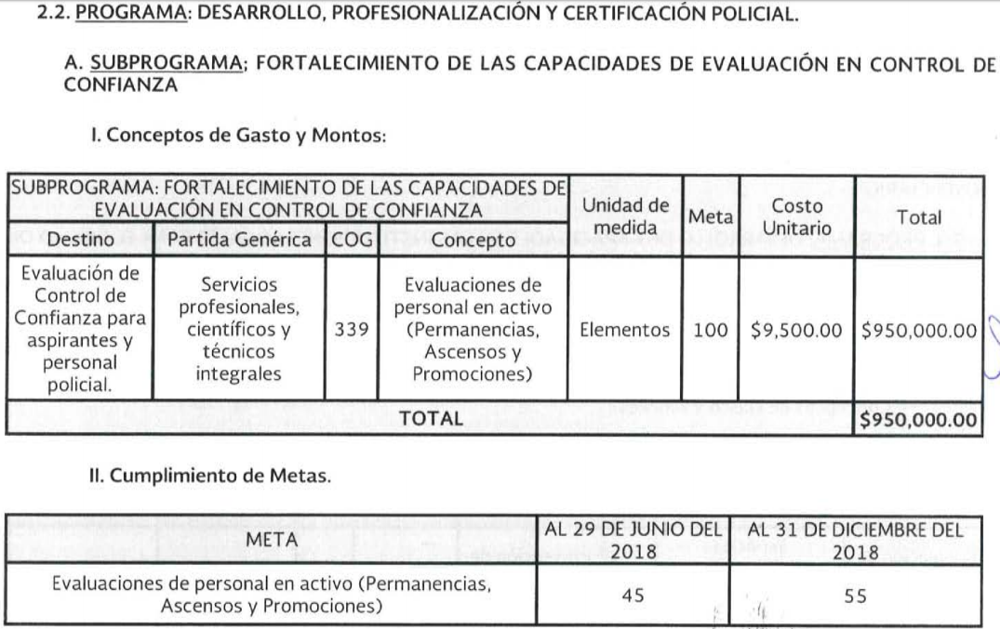 2.2. PROGRAMA: DESARROLLO, PROFESIONALIZACIÓN Y CERTIFICACIÓN POLICIAL.
A. SUBPROGRAMA; FORTALECIMIENTO DE LAS CAPACIDADES DE EVALUACIÓN EN CONTROL DE
CONFIANZA
I. Conceptos de Gasto y Montos:
SUBPROGRAMA: FORTALECIMIENTO DE LAS CAPACIDADES DE
EVALUACIÓN EN CONTROL DE CONFIANZA
Unidad de
medida
Meta
Costo
Unitario
Total
Destino
Partida Genérica
COG
Concepto
Evaluación de
Control de
Confianza para
aspirantes y
personal
policial.
Servicios
profesionales,
científicos y
técnicos
integrales
339
Evaluaciones de
personal en activo
(Permanencias,
Ascensos y
Promociones)
Elementos
100
$9,500.00
$950,000.00
TOTAL
$950,000.00
II. Cumplimiento de Metas.
META
AL 29 DE JUNIO DEL
2018
AL 31 DE DICIEMBRE DEL
2018
Evaluaciones de personal en activo (Permanencias,
Ascensos y Promociones)
45
55